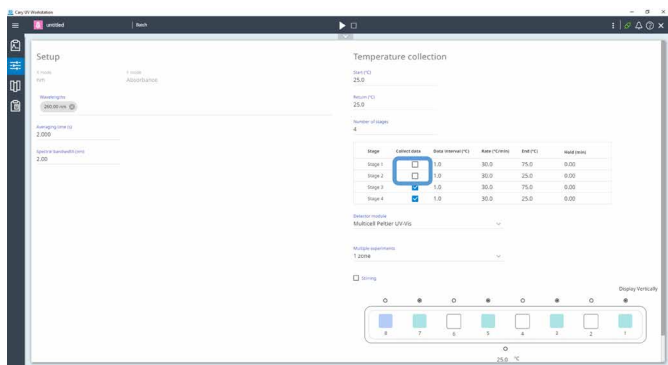 Cary UV Workstation
untitled
Batch
Setup
X mode
nm
Y mode
Absorbance
Wavelengths
260.00 nm
Averaging time (s)
2.000
Spectral bandwidth (nm)
2.00
Temperature collection
Start (°C)
25.0
Return (°C)
25.0
Number of stages
4
Stage Collect data Data interval (°C) Rate (°C/min) End (°C) Hold (min)
Stage 1 1.0 30.0 75.0 0.00
Stage 2 1.0 30.0 25.0 0.00
Stage 3 1.0 30.0 75.0 0.00
Stage 4 1.0 30.0 25.0 0.00
Detector module
Multicell Peltier UV-Vis
Multiple experiments
1 zone
Stirring
Display Vertically
8 7 6 5 4 3 2 1
25.0 °C